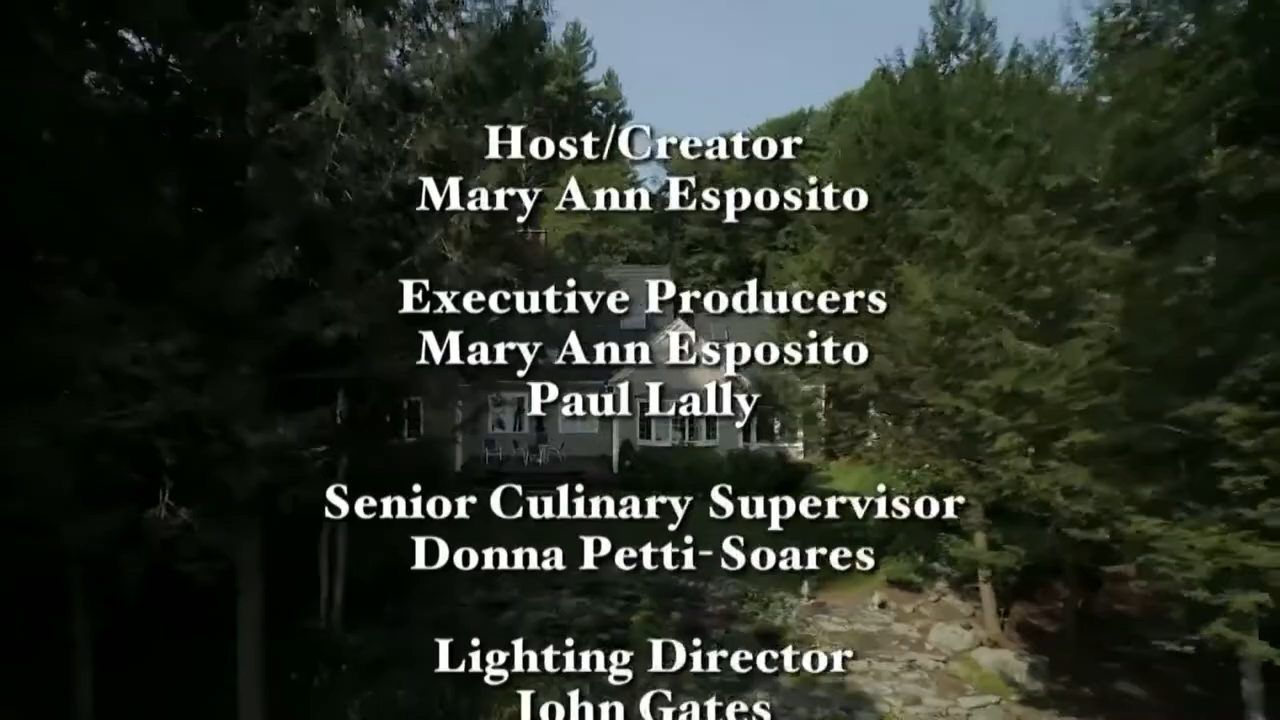 Host/Creator
Mary Ann Esposito
Executive Producers
Mary Ann Esposito
Paul Lally
Senior Culinary Supervisor
Donna Petti-Soares
Lighting Director
John Gates